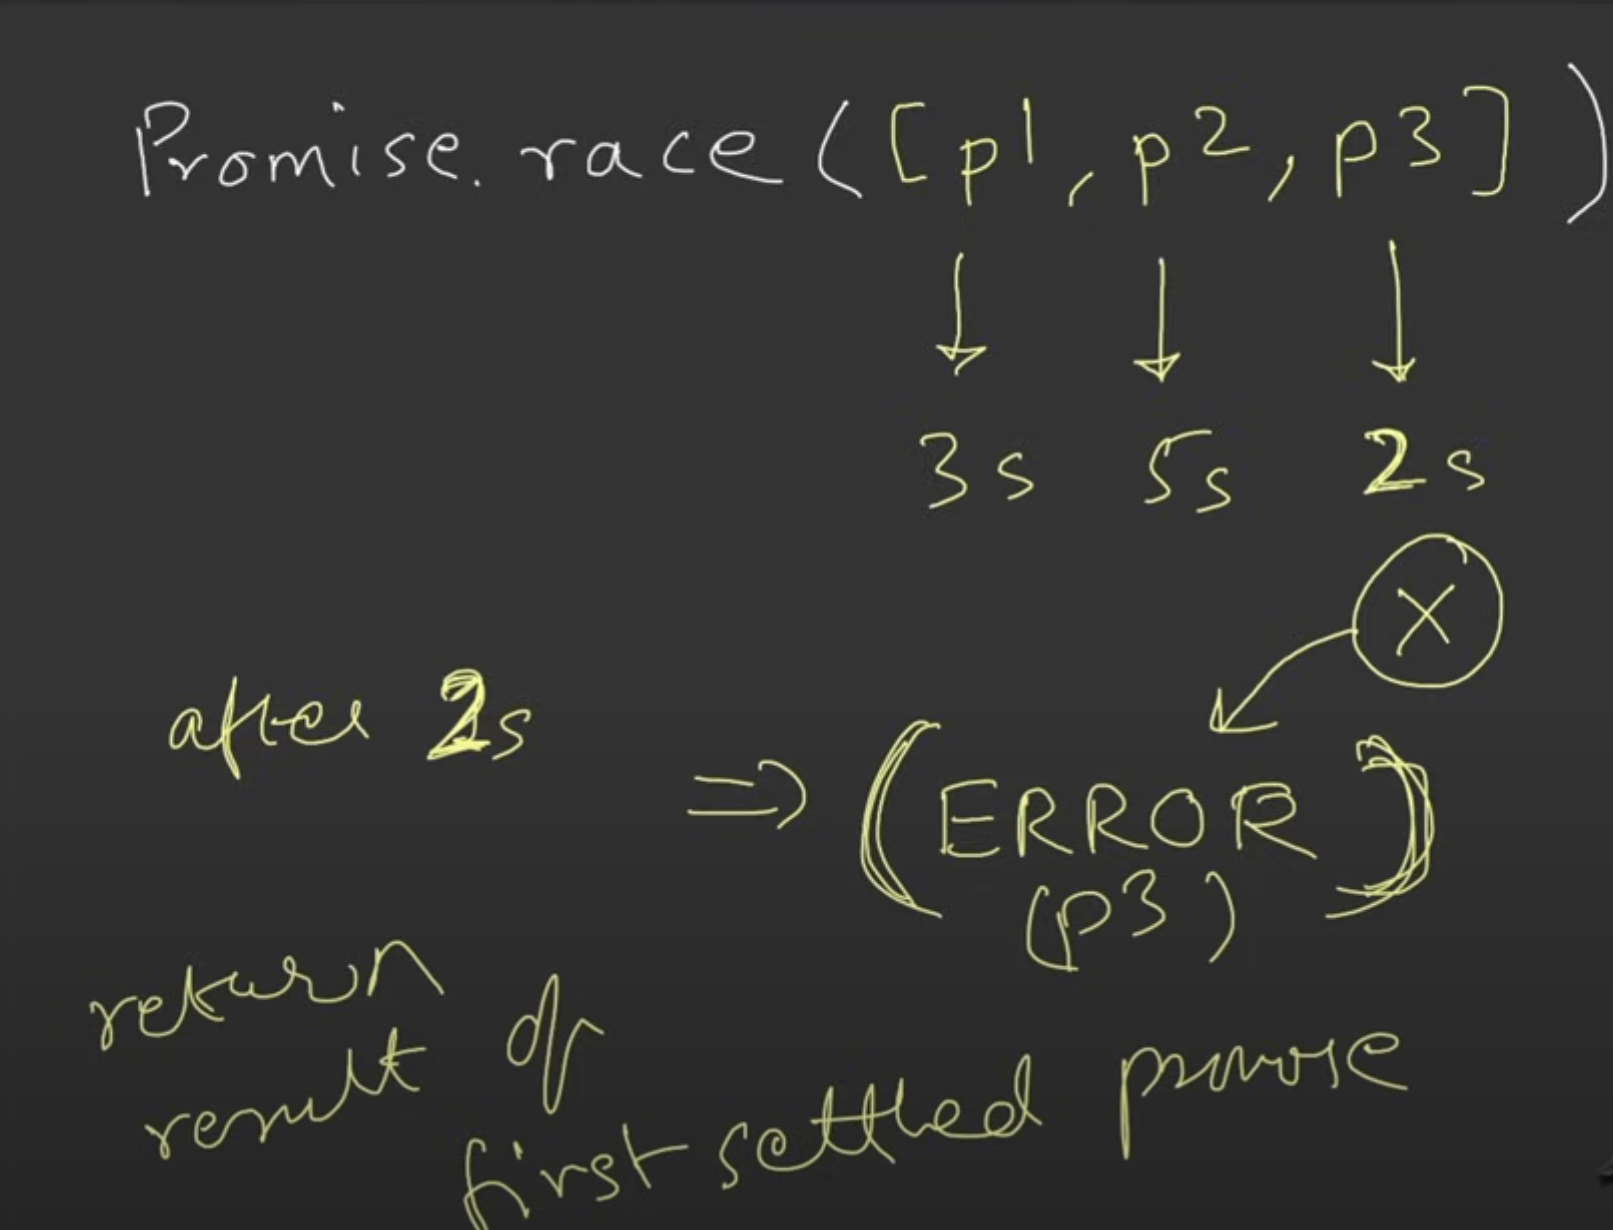 Promise.race([p1, p2, p3])
3s 5s 2s
X
after 2s
=> (ERROR)
(p3)
return
result of
first settled promise